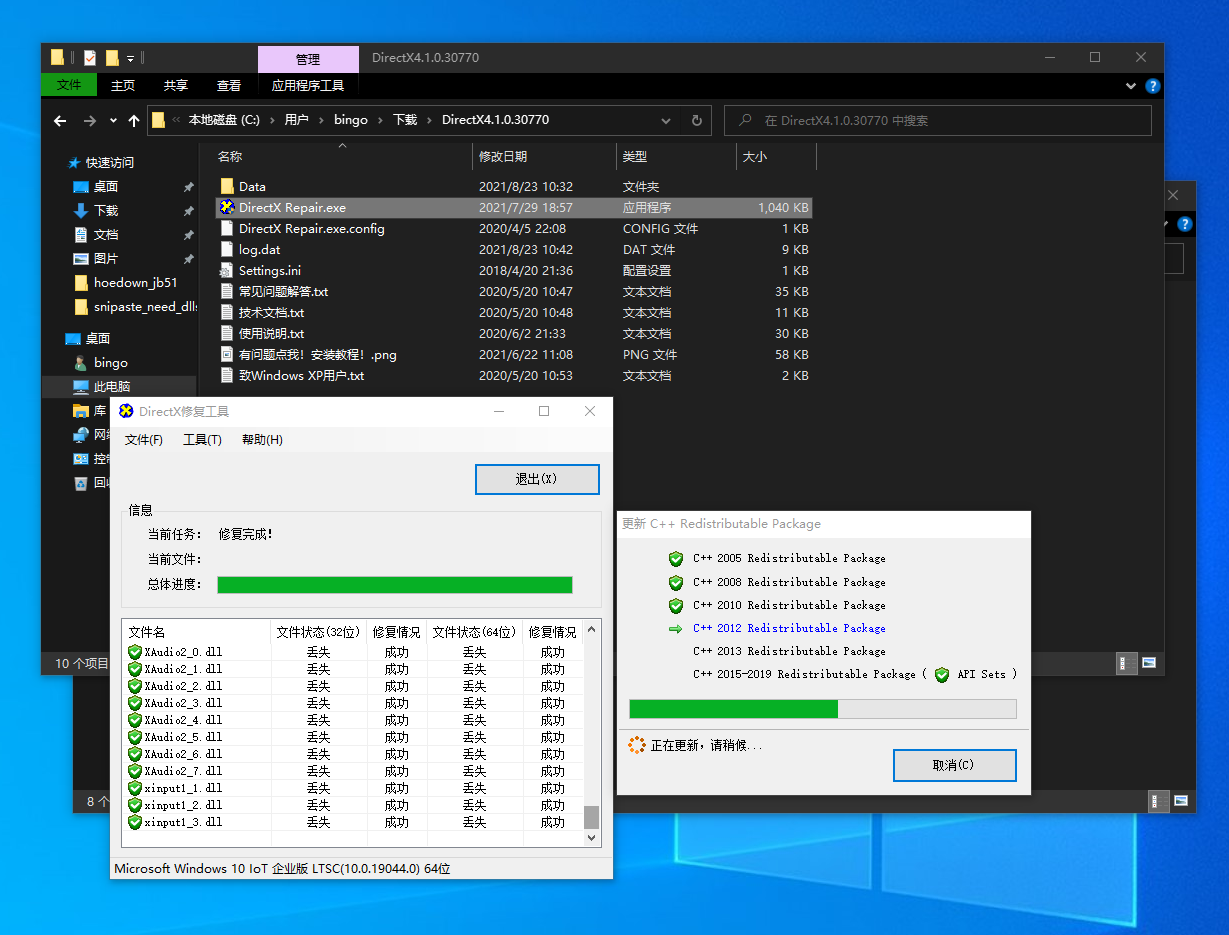 管理
DirectX4.1.0.30770
文件
主页
共享
查看
应用程序工具
« 本地磁盘 (C:) › 用户 › bingo › 下载 › DirectX4.1.0.30770
在 DirectX4.1.0.30770 中搜索
快速访问
桌面
下载
文档
图片
hoedown_jb51
snipaste_need_dlls
桌面
bingo
此电脑
库
网
控
回
名称 修改日期 类型 大小
Data 2021/8/23 10:32 文件夹
DirectX Repair.exe 2021/7/29 18:57 应用程序 1,040 KB
DirectX Repair.exe.config 2020/4/5 22:08 CONFIG 文件 1 KB
log.dat 2021/8/23 10:42 DAT 文件 9 KB
Settings.ini 2018/4/20 21:36 配置设置 1 KB
常见问题解答.txt 2020/5/20 10:47 文本文档 35 KB
技术文档.txt 2020/5/20 10:48 文本文档 11 KB
使用说明.txt 2020/6/2 21:33 文本文档 30 KB
有问题点我！安装教程！.png 2021/6/22 11:08 PNG 文件 58 KB
致Windows XP用户.txt 2020/5/20 10:53 文本文档 2 KB
10 个项目
8 个
DirectX修复工具
文件(F) 工具(T) 帮助(H)
退出(X)
信息
当前任务： 修复完成！
当前文件：
总体进度：
文件名 文件状态(32位) 修复情况 文件状态(64位) 修复情况
XAudio2_0.dll 丢失 成功 丢失 成功
XAudio2_1.dll 丢失 成功 丢失 成功
XAudio2_2.dll 丢失 成功 丢失 成功
XAudio2_3.dll 丢失 成功 丢失 成功
XAudio2_4.dll 丢失 成功 丢失 成功
XAudio2_5.dll 丢失 成功 丢失 成功
XAudio2_6.dll 丢失 成功 丢失 成功
XAudio2_7.dll 丢失 成功 丢失 成功
xinput1_1.dll 丢失 成功 丢失 成功
xinput1_2.dll 丢失 成功 丢失 成功
xinput1_3.dll 丢失 成功 丢失 成功
Microsoft Windows 10 IoT 企业版 LTSC(10.0.19044.0) 64位
更新 C++ Redistributable Package
C++ 2005 Redistributable Package
C++ 2008 Redistributable Package
C++ 2010 Redistributable Package
C++ 2012 Redistributable Package
C++ 2013 Redistributable Package
C++ 2015-2019 Redistributable Package ( API Sets )
正在更新，请稍候...
取消(C)